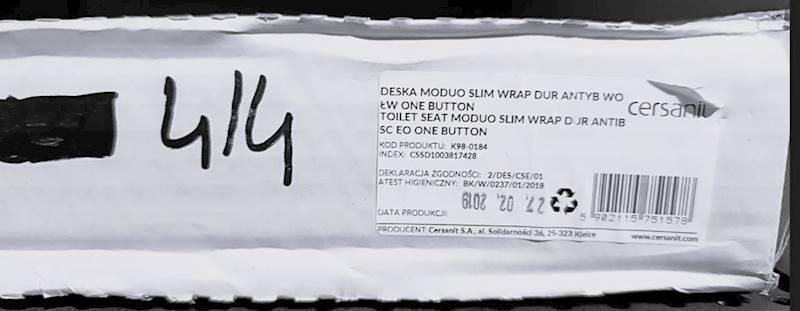 414
DESKA MODUO SLIM WRAP DUR ANTYB WO
ŁW ONE BUTTON
cersanit
TOILET SEAT MODUO SLIM WRAP DUR ANTIB
SC EO ONE BUTTON
KOD PRODUKTU: K98-0184
INDEX: CSSD1003817428
DEKLARACJA ZGODNOŚCI: 2/DES/CSE/01
ATEST HIGIENICZNY: BK/W/0237/01/2018
27. 02. 2019
DATA PRODUKCJI:
5 902115 751578
PRODUCENT: Cersanit S.A., al. Solidarności 36, 25-323 Kielce
www.cersanit.com